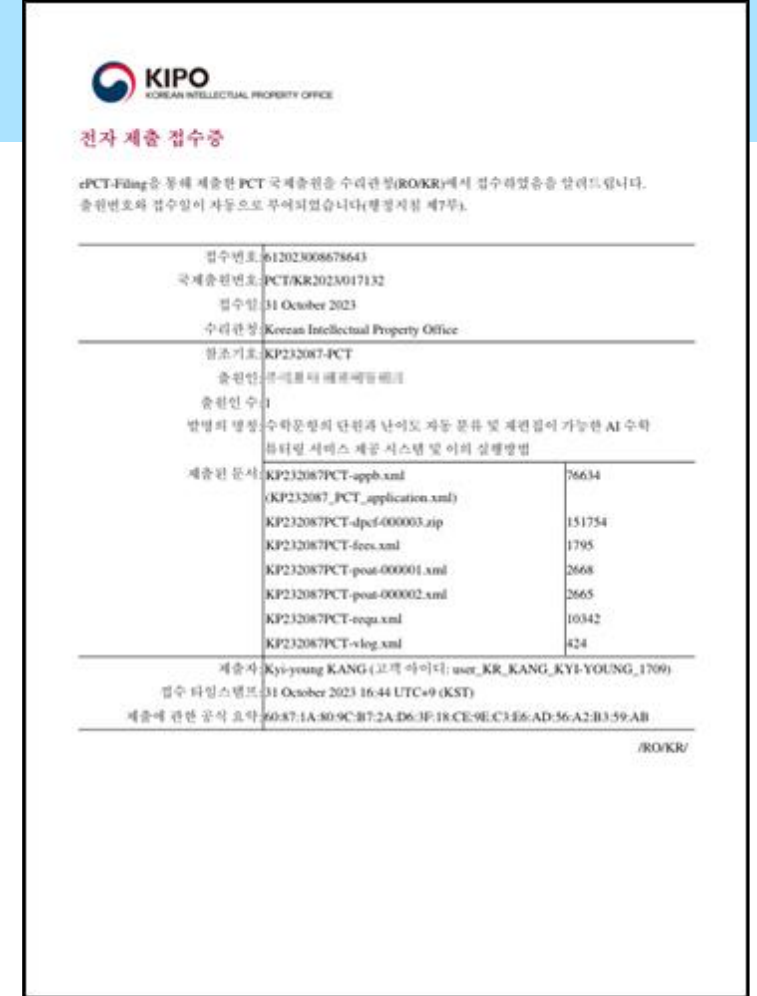 KIPO
KOREAN INTELLECTUAL PROPERTY OFFICE
전자 제출 접수증
ePCT-Filing을 통해 제출한 PCT 국제출원을 수리관청(RO/KR)에서 접수하였음을 알려드립니다.
출원번호와 접수일이 자동으로 부여되었습니다(행정지침 제7부).
접수번호: 612023008678643
국제출원번호: PCT/KR2023/017132
접수일: 31 October 2023
수리관청: Korean Intellectual Property Office
참조기호: KP232087-PCT
출원인:
출원인 수: 1
발명의 명칭: 수학문항의 단원과 난이도 자동 분류 및 재편집이 가능한 AI 수학
튜터링 서비스 제공 시스템 및 이의 실행방법
제출된 문서: KP232087PCT-appb.xml 76634
(KP232087_PCT_application.xml)
KP232087PCT-dpcf-000003.zip 151754
KP232087PCT-fees.xml 1795
KP232087PCT-poat-000001.xml 2668
KP232087PCT-poat-000002.xml 2665
KP232087PCT-requ.xml 10342
KP232087PCT-vlog.xml 424
제출자: Kyi-young KANG (고객 아이디: user_KR_KANG_KYI-YOUNG_1709)
접수 타임스탬프: 31 October 2023 16:44 UTC+9 (KST)
제출에 관한 공식 요약: 60:87:1A:80:9C:B7:2A:D6:3F:18:CE:9E:C3:E6:AD:56:A2:B3:59:AB
/RO/KR/